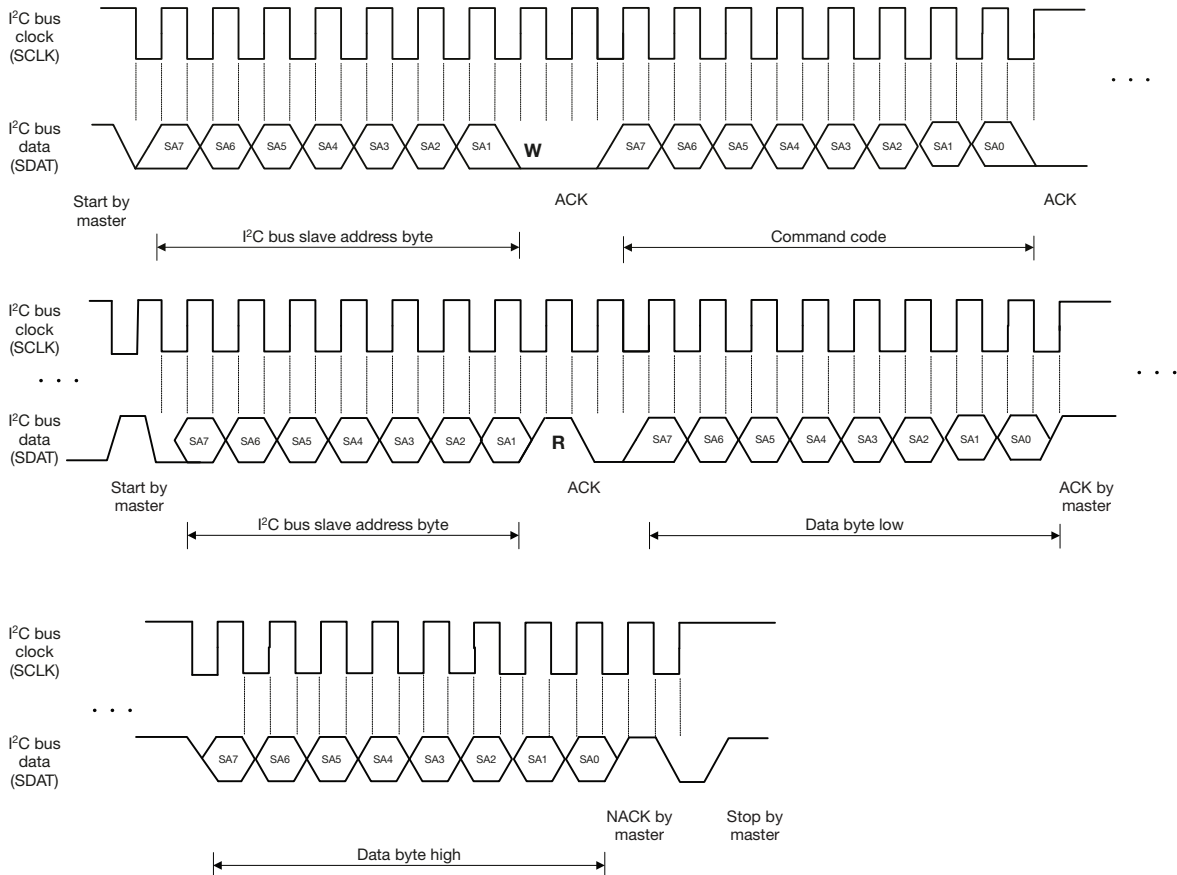 I²C bus
clock
(SCLK)
. . .
I²C bus
data
(SDAT)
SA7 SA6 SA5 SA4 SA3 SA2 SA1 W SA7 SA6 SA5 SA4 SA3 SA2 SA1 SA0
Start by
master
ACK
ACK
I²C bus slave address byte
Command code
I²C bus
clock
(SCLK)
. . .
. . .
I²C bus
data
(SDAT)
SA7 SA6 SA5 SA4 SA3 SA2 SA1 R SA7 SA6 SA5 SA4 SA3 SA2 SA1 SA0
Start by
master
ACK
ACK by
master
I²C bus slave address byte
Data byte low
I²C bus
clock
(SCLK)
. . .
I²C bus
data
(SDAT)
SA7 SA6 SA5 SA4 SA3 SA2 SA1 SA0
NACK by
master
Stop by
master
Data byte high